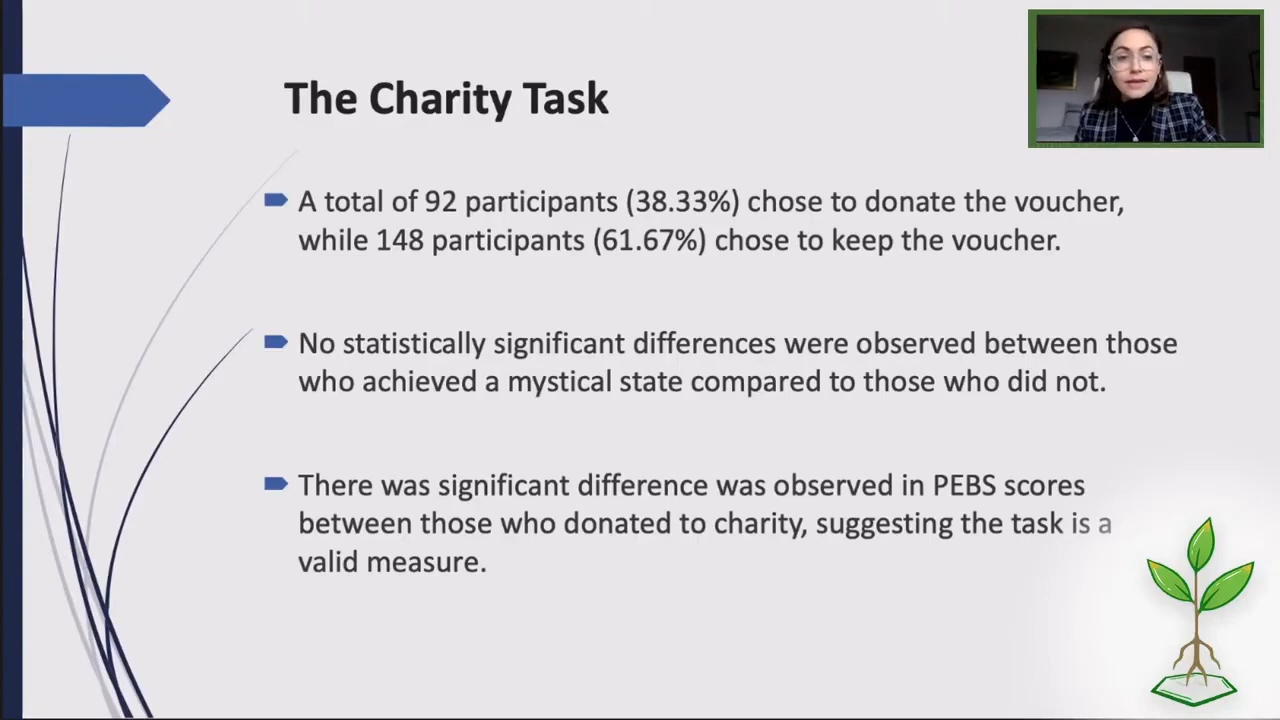 The Charity Task
A total of 92 participants (38.33%) chose to donate the voucher,
while 148 participants (61.67%) chose to keep the voucher.
No statistically significant differences were observed between those
who achieved a mystical state compared to those who did not.
There was significant difference was observed in PEBS scores
between those who donated to charity, suggesting the task is a
valid measure.